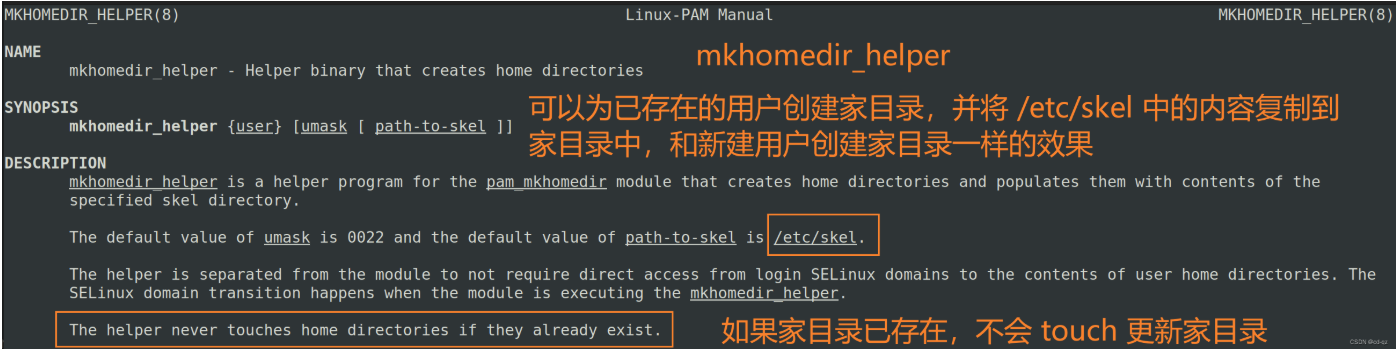 MKHOMEDIR_HELPER(8) Linux-PAM Manual MKHOMEDIR_HELPER(8)
NAME
mkhomedir_helper - Helper binary that creates home directories
mkhomedir_helper
SYNOPSIS
mkhomedir_helper {user} [umask [ path-to-skel ]]
可以为已存在的用户创建家目录，并将 /etc/skel 中的内容复制到
家目录中，和新建用户创建家目录一样的效果
DESCRIPTION
mkhomedir_helper is a helper program for the pam_mkhomedir module that creates home directories and populates them with contents of the
specified skel directory.
The default value of umask is 0022 and the default value of path-to-skel is /etc/skel.
The helper is separated from the module to not require direct access from login SELinux domains to the contents of user home directories. The
SELinux domain transition happens when the module is executing the mkhomedir_helper.
The helper never touches home directories if they already exist.
如果家目录已存在，不会 touch 更新家目录